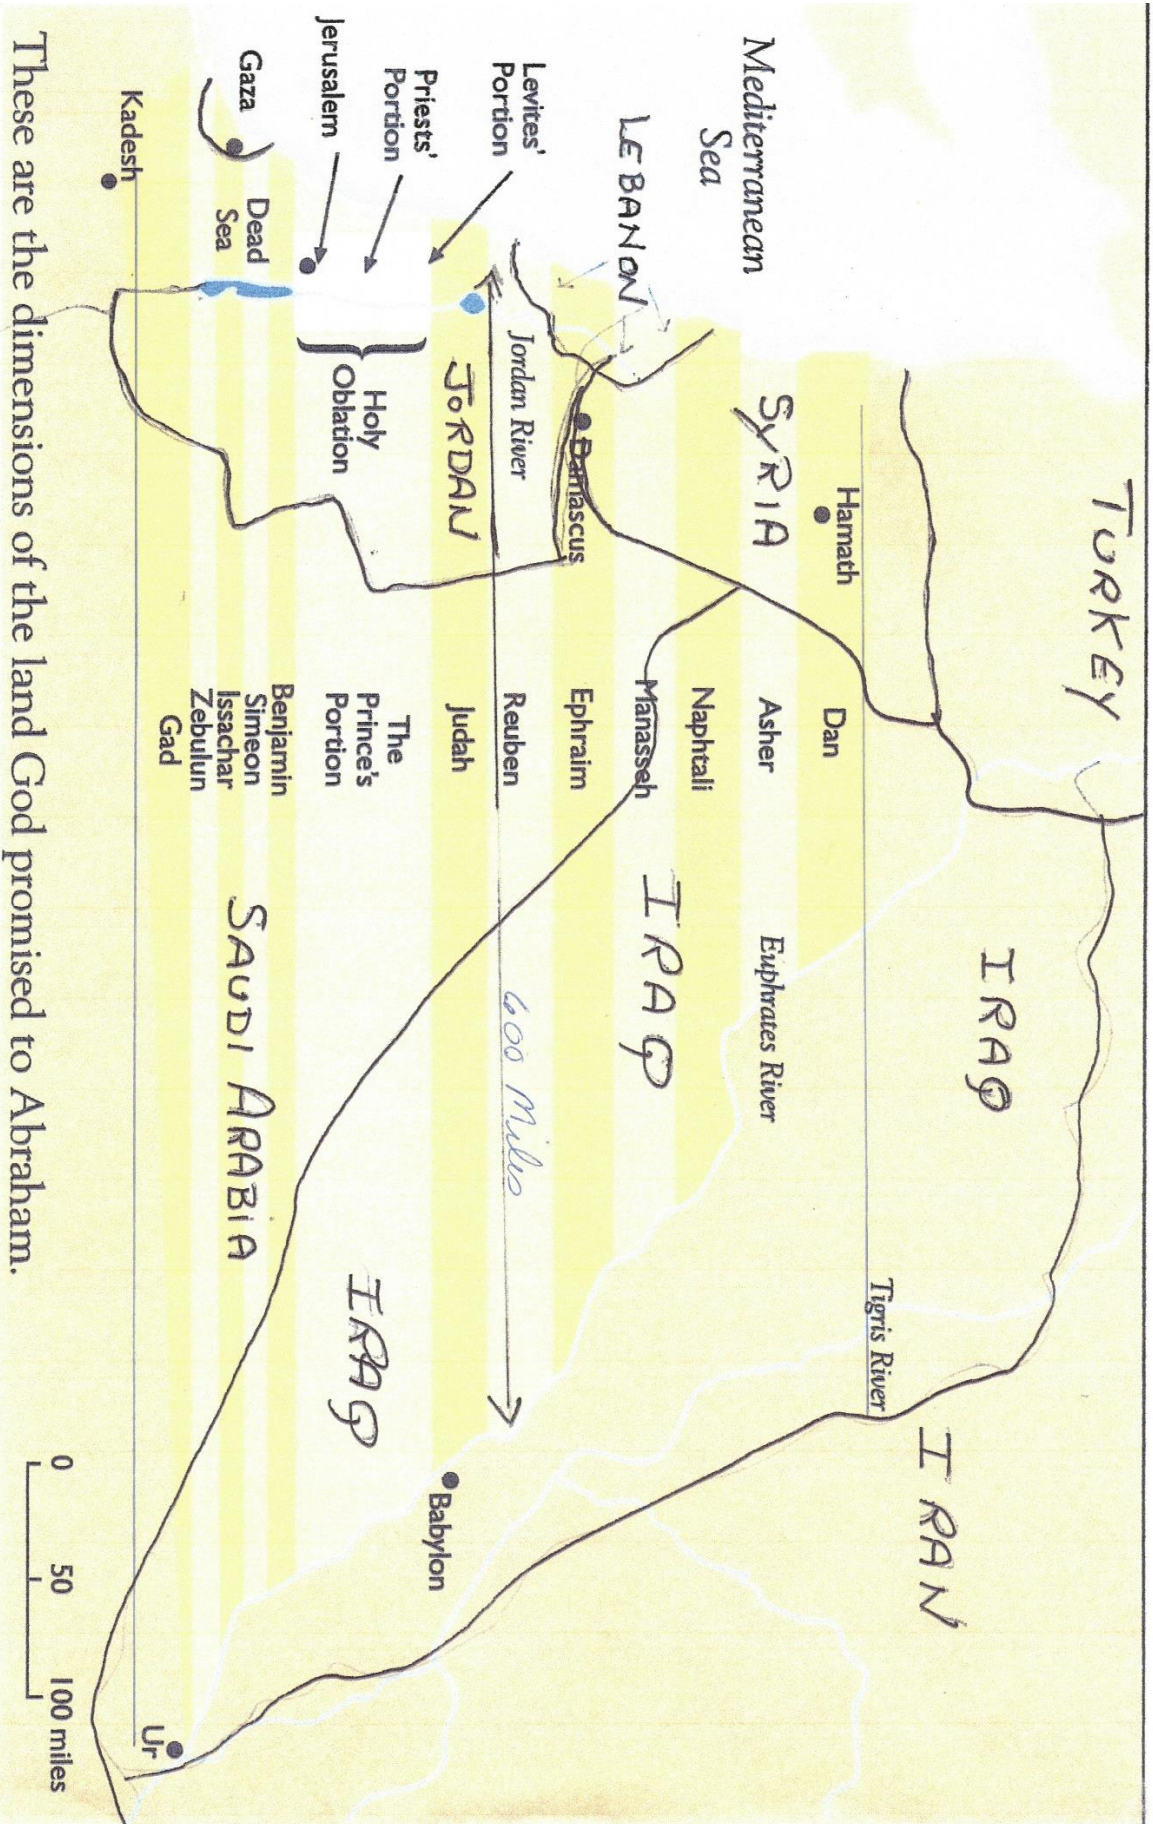 TURKEY
Mediterranean
Sea
LEBANON
SYRIA
Hamath
IRAQ
Tigris River
IRAN
Levites'
Portion
Priests'
Portion
Jerusalem
Gaza
Kadesh
Dead
Sea
Holy
Oblation
JORDAN
Jordan River
Damascus
Dan
Asher
Naphtali
Manasseh
Ephraim
Reuben
Judah
The
Prince's
Portion
Benjamin
Simeon
Issachar
Zebulun
Gad
Euphrates River
IRAQ
600 Miles
SAUDI ARABIA
IRAQ
Babylon
Ur
0 50 100 miles
These are the dimensions of the land God promised to Abraham.